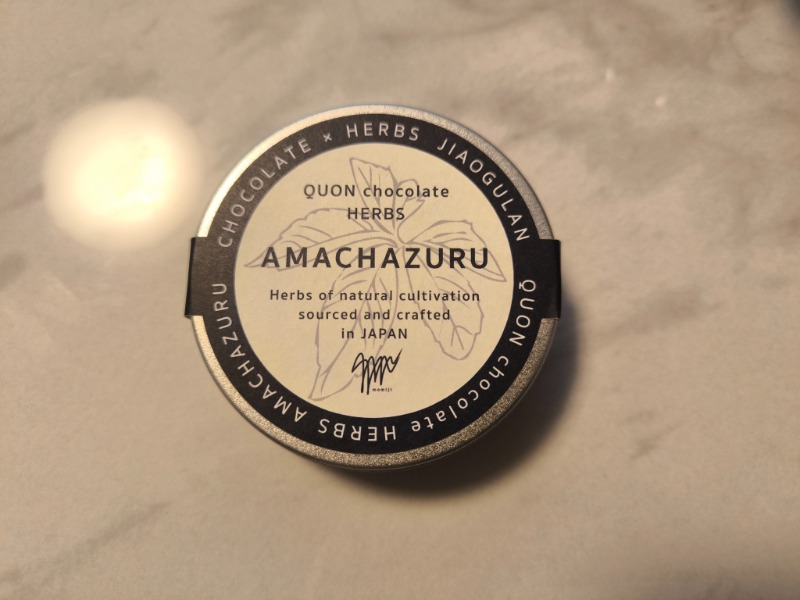 CHOCOLATE × HERBS JIAOGULAN
QUON chocolate HERBS AMACHAZURU
QUON chocolate
HERBS
AMACHAZURU
Herbs of natural cultivation
sourced and crafted
in JAPAN
momiji